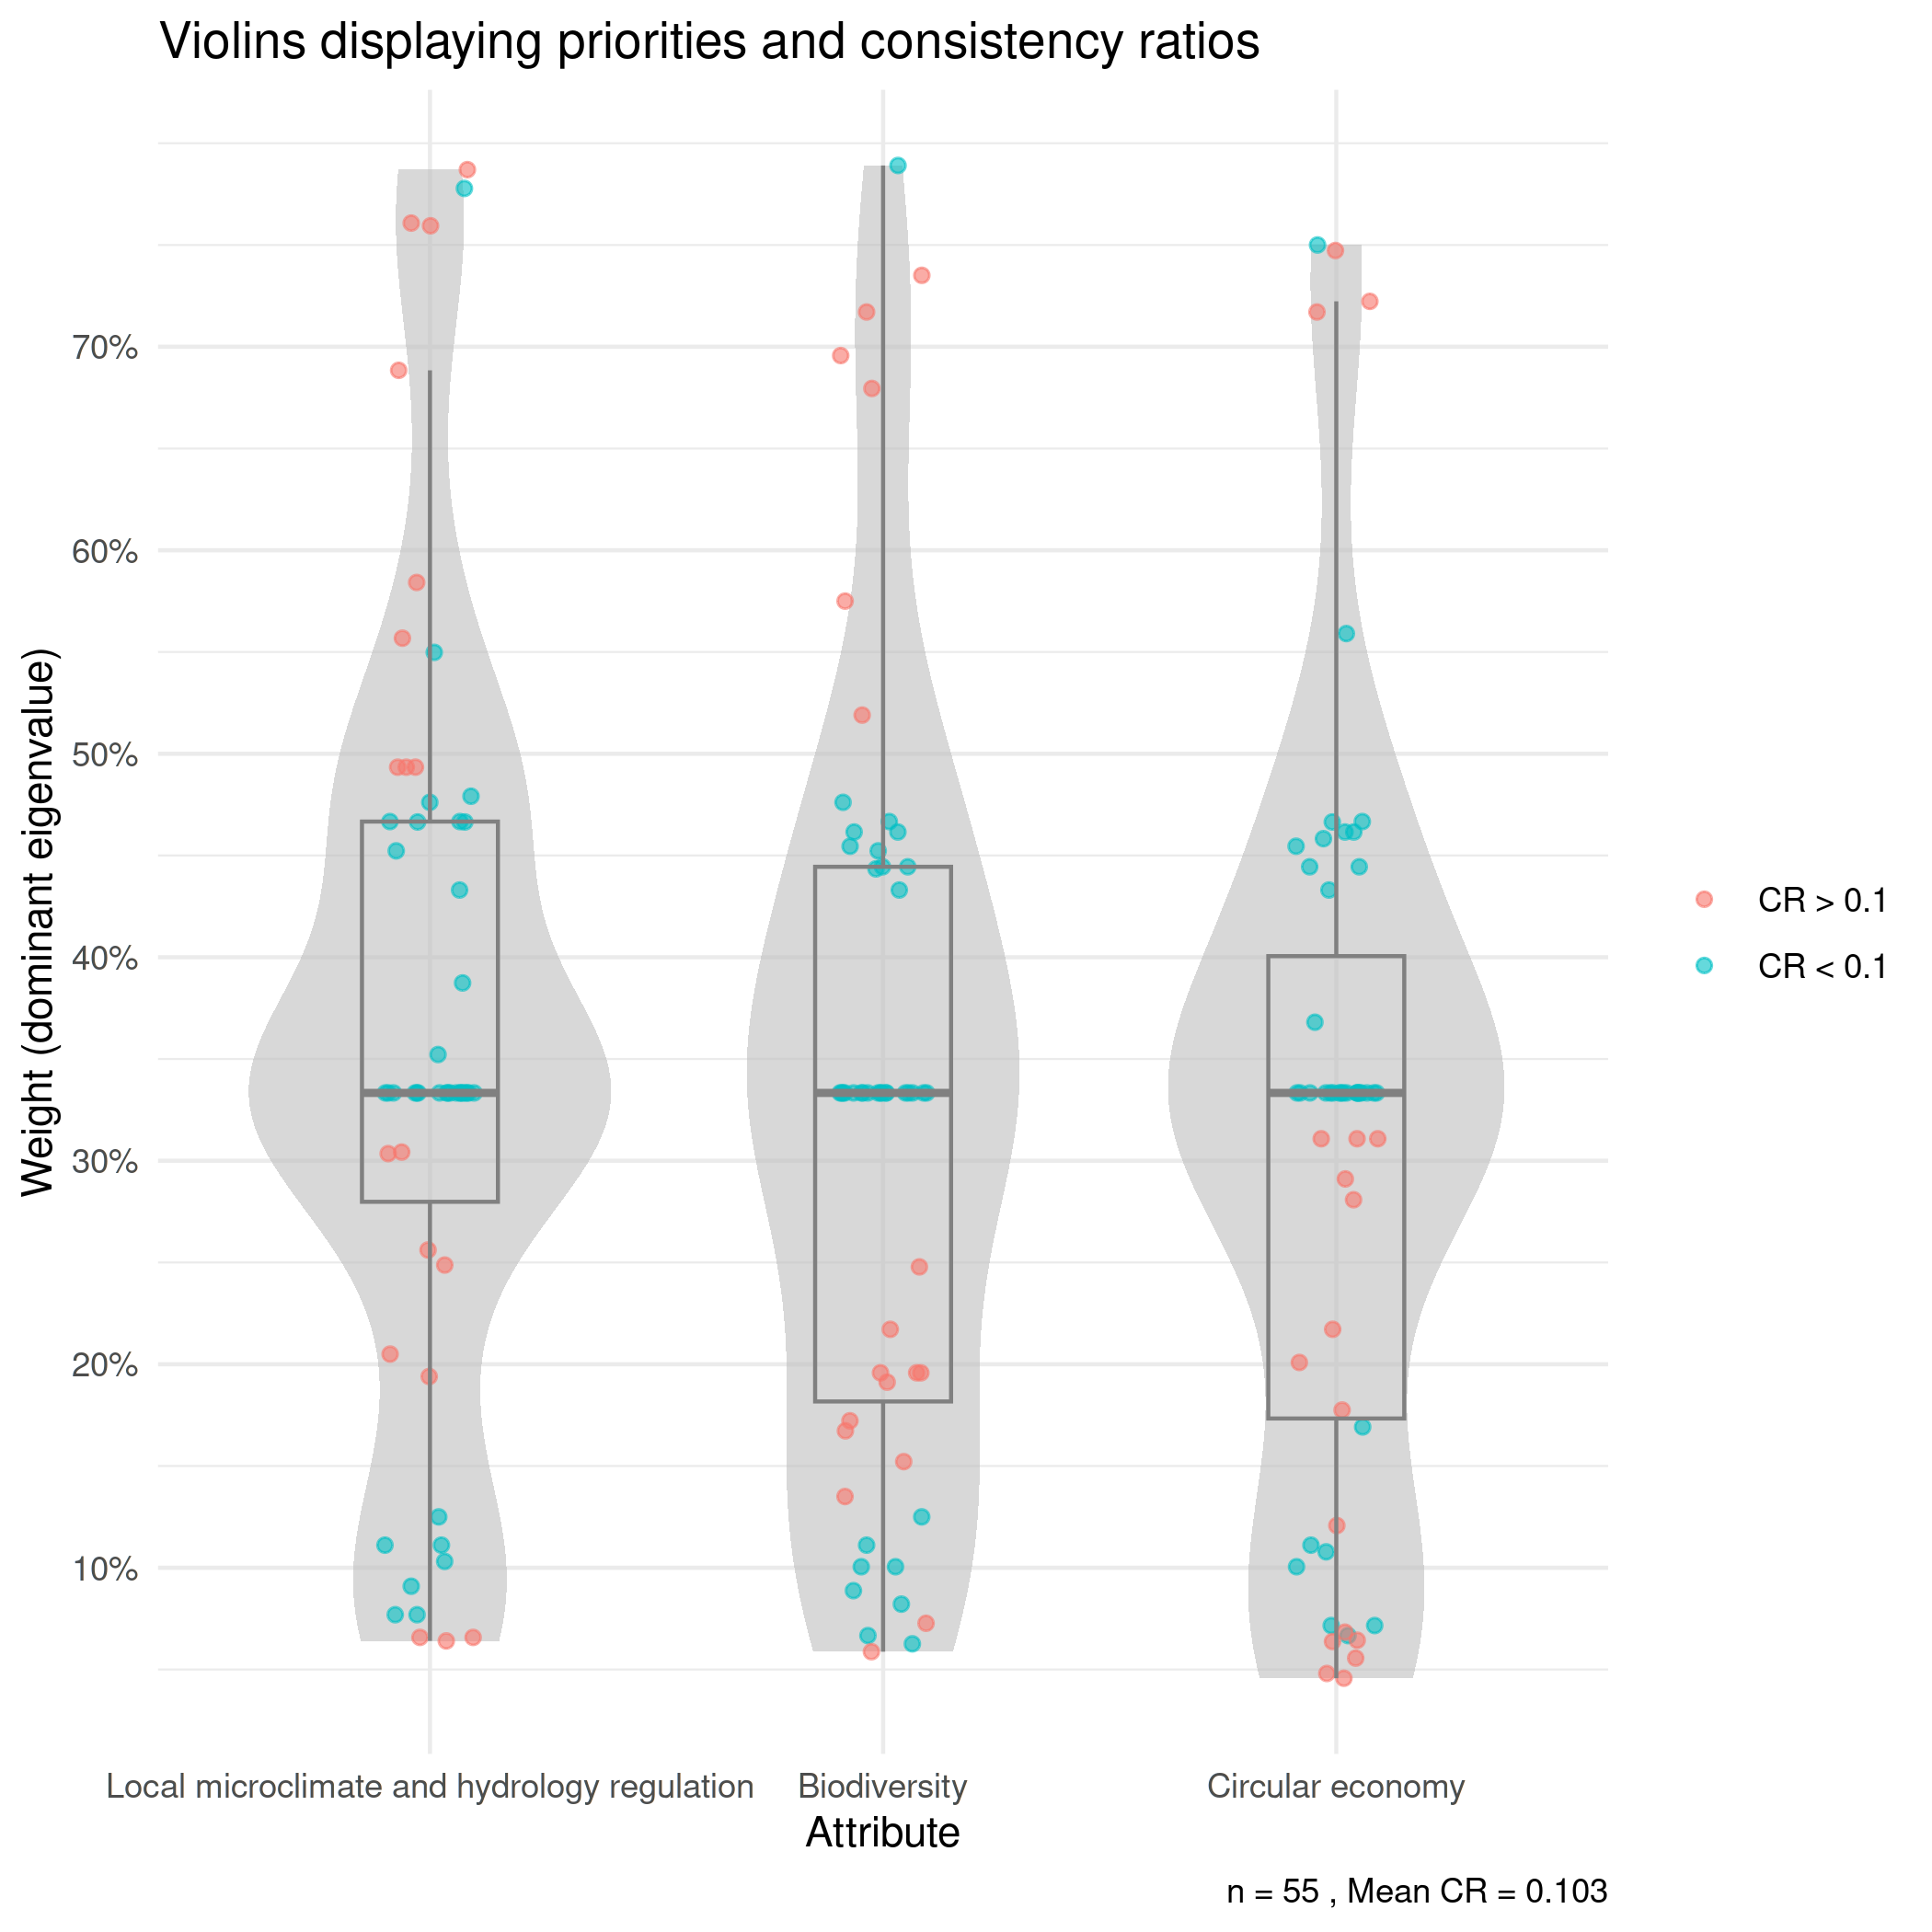 Violins displaying priorities and consistency ratios
Weight (dominant eigenvalue)
70%
60%
50%
40%
30%
20%
10%
CR > 0.1
CR < 0.1
Local microclimate and hydrology regulation
Biodiversity
Circular economy
Attribute
n = 55 , Mean CR = 0.103